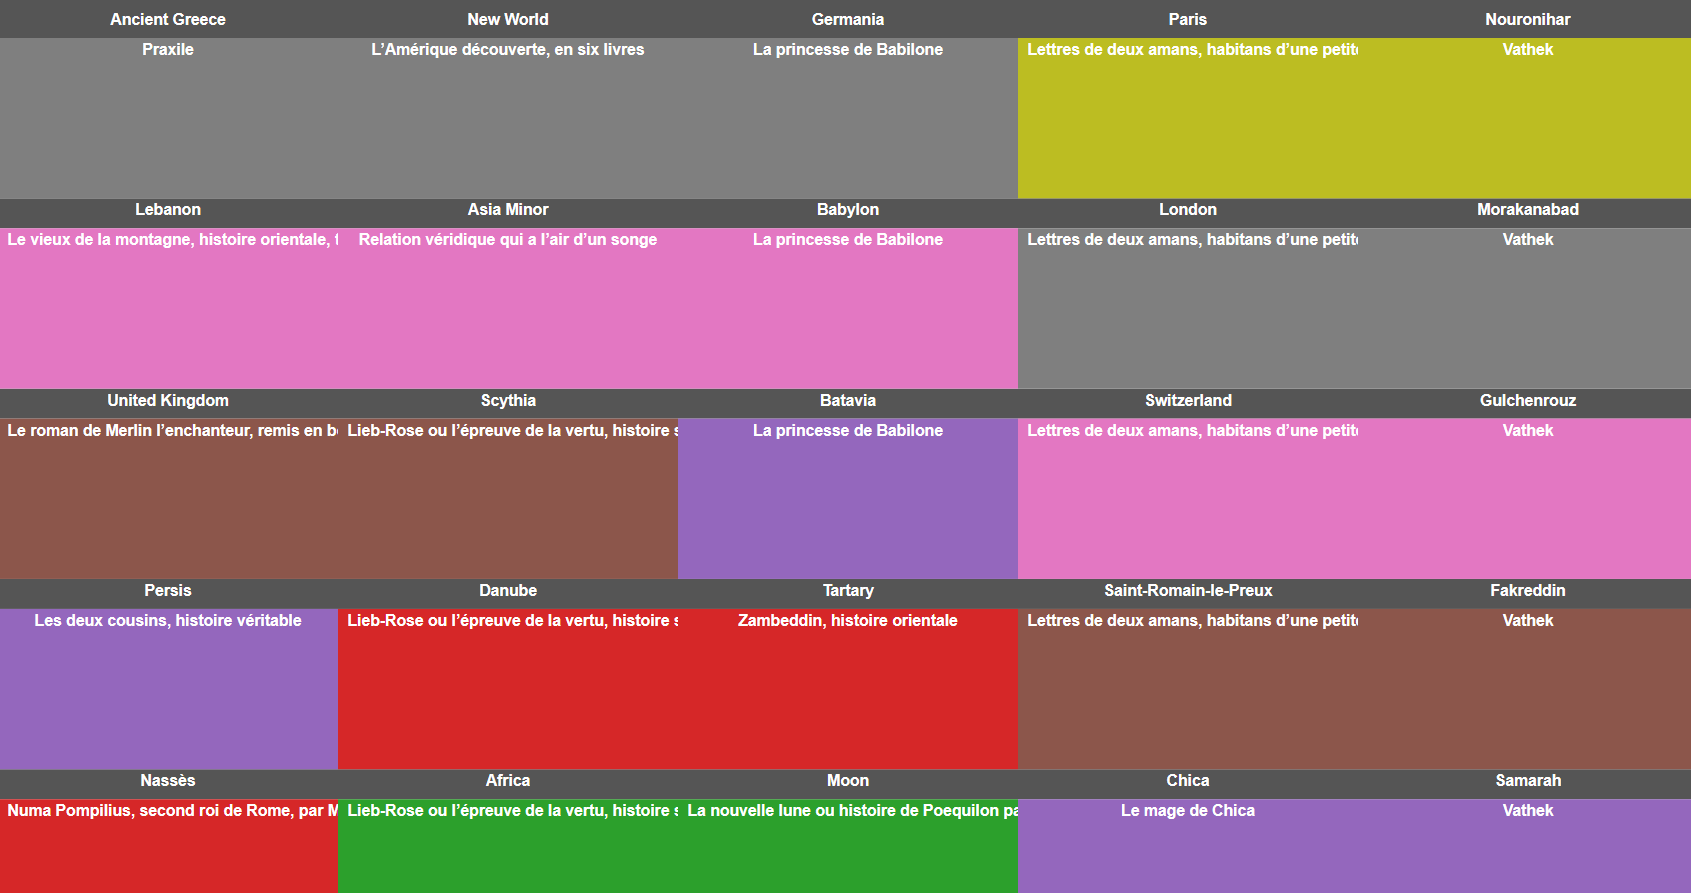 Ancient Greece New World Germania Paris Nouronihar
Praxile L’Amérique découverte, en six livres La princesse de Babilone Lettres de deux amans, habitans d’une petite Vathek
Lebanon Asia Minor Babylon London Morakanabad
Le vieux de la montagne, histoire orientale, Relation véridique qui a l’air d’un songe La princesse de Babilone Lettres de deux amans, habitans d’une petite Vathek
United Kingdom Scythia Batavia Switzerland Gulchenrouz
Le roman de Merlin l’enchanteur, remis en Lieb-Rose ou l’épreuve de la vertu, histoire La princesse de Babilone Lettres de deux amans, habitans d’une petite Vathek
Persis Danube Tartary Saint-Romain-le-Preux Fakreddin
Les deux cousins, histoire véritable Lieb-Rose ou l’épreuve de la vertu, histoire Zambeddin, histoire orientale Lettres de deux amans, habitans d’une petite Vathek
Nassès Africa Moon Chica Samarah
Numa Pompilius, second roi de Rome, par M Lieb-Rose ou l’épreuve de la vertu, histoire La nouvelle lune ou histoire de Poequilon pa Le mage de Chica Vathek